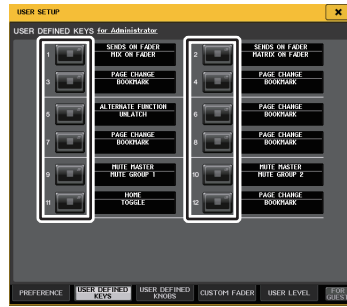 USER SETUP
USER DEFINED KEYS for Administrator
1 SENDS ON FADER MIX ON FADER
2 SENDS ON FADER MATRIX ON FADER
3 PAGE CHANGE BOOKMARK
4 PAGE CHANGE BOOKMARK
5 ALTERNATE FUNCTION UNLATCH
6 PAGE CHANGE BOOKMARK
7 PAGE CHANGE BOOKMARK
8 PAGE CHANGE BOOKMARK
9 MUTE MASTER MUTE GROUP 1
10 MUTE MASTER MUTE GROUP 2
11 HOME TOGGLE
12 PAGE CHANGE BOOKMARK
PREFERENCE
USER DEFINED KEYS
USER DEFINED KNOBS
CUSTOM FADER
USER LEVEL
FOR GUEST